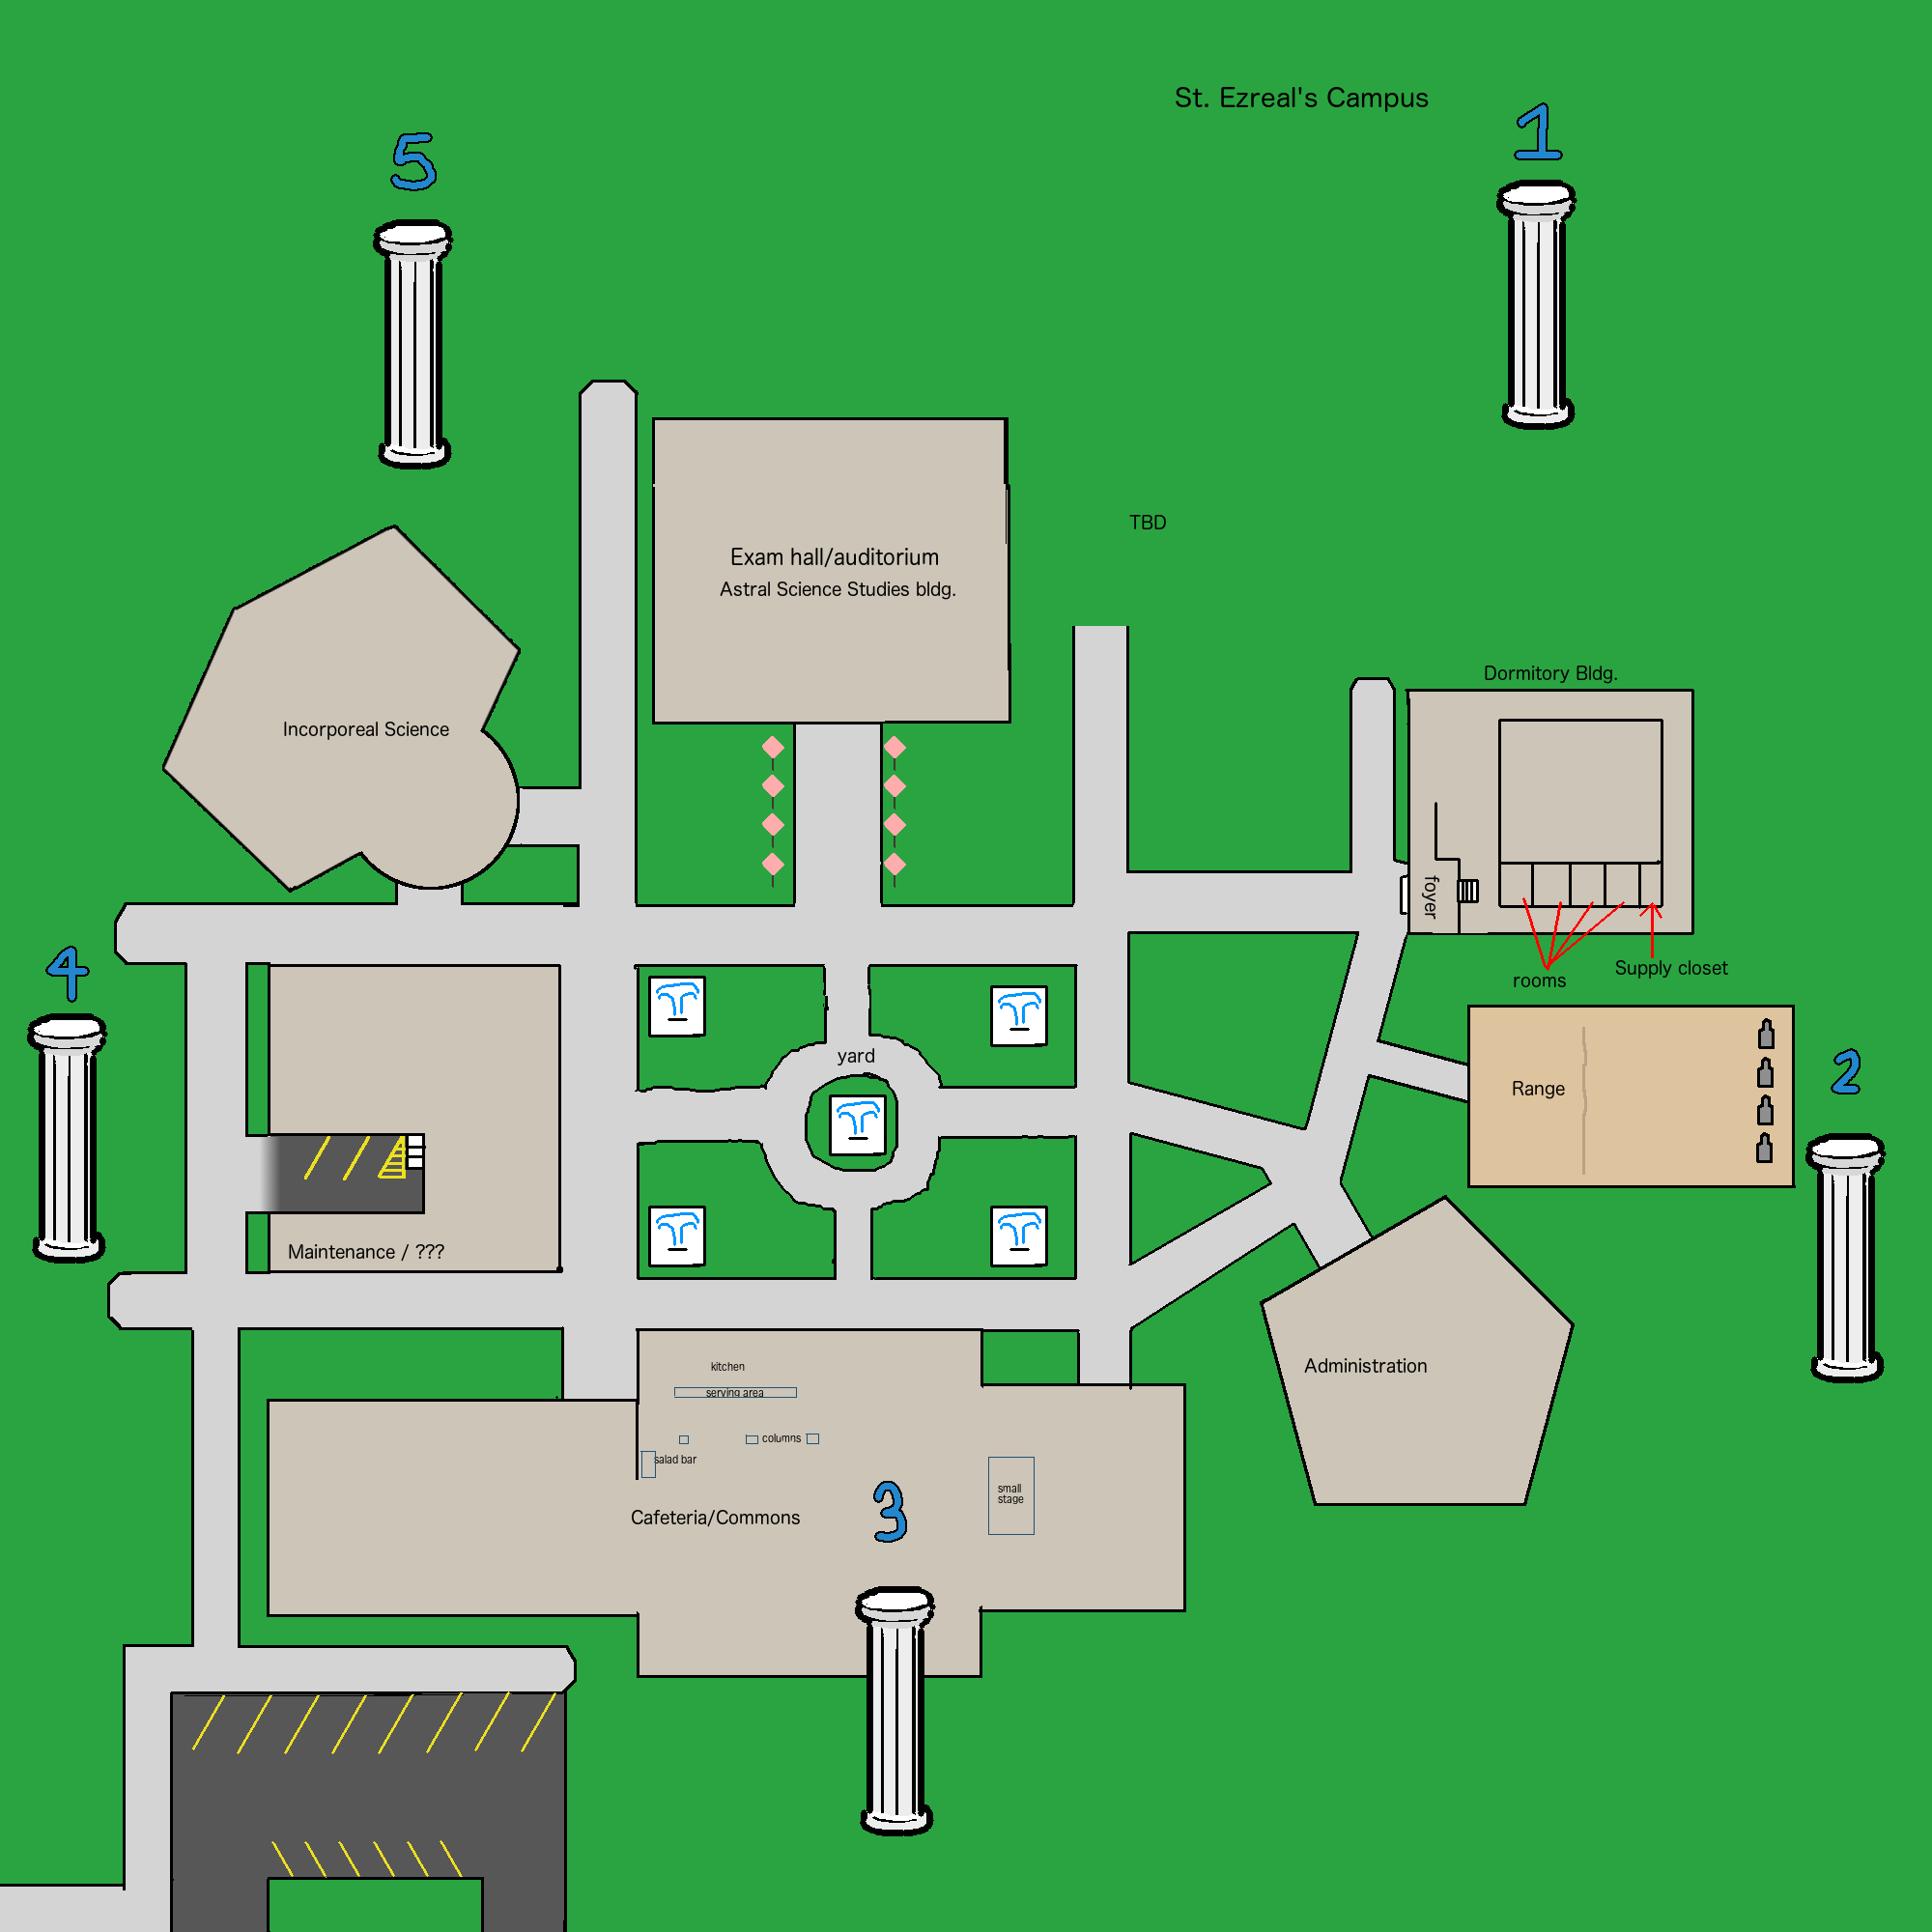 St. Ezreal's Campus
1
5
TBD
Exam hall/auditorium
Astral Science Studies bldg.
Dormitory Bldg.
Incorporeal Science
foyer
4
rooms
Supply closet
yard
2
Range
Maintenance / ???
kitchen
serving area
columns
salad bar
Administration
small
stage
3
Cafeteria/Commons